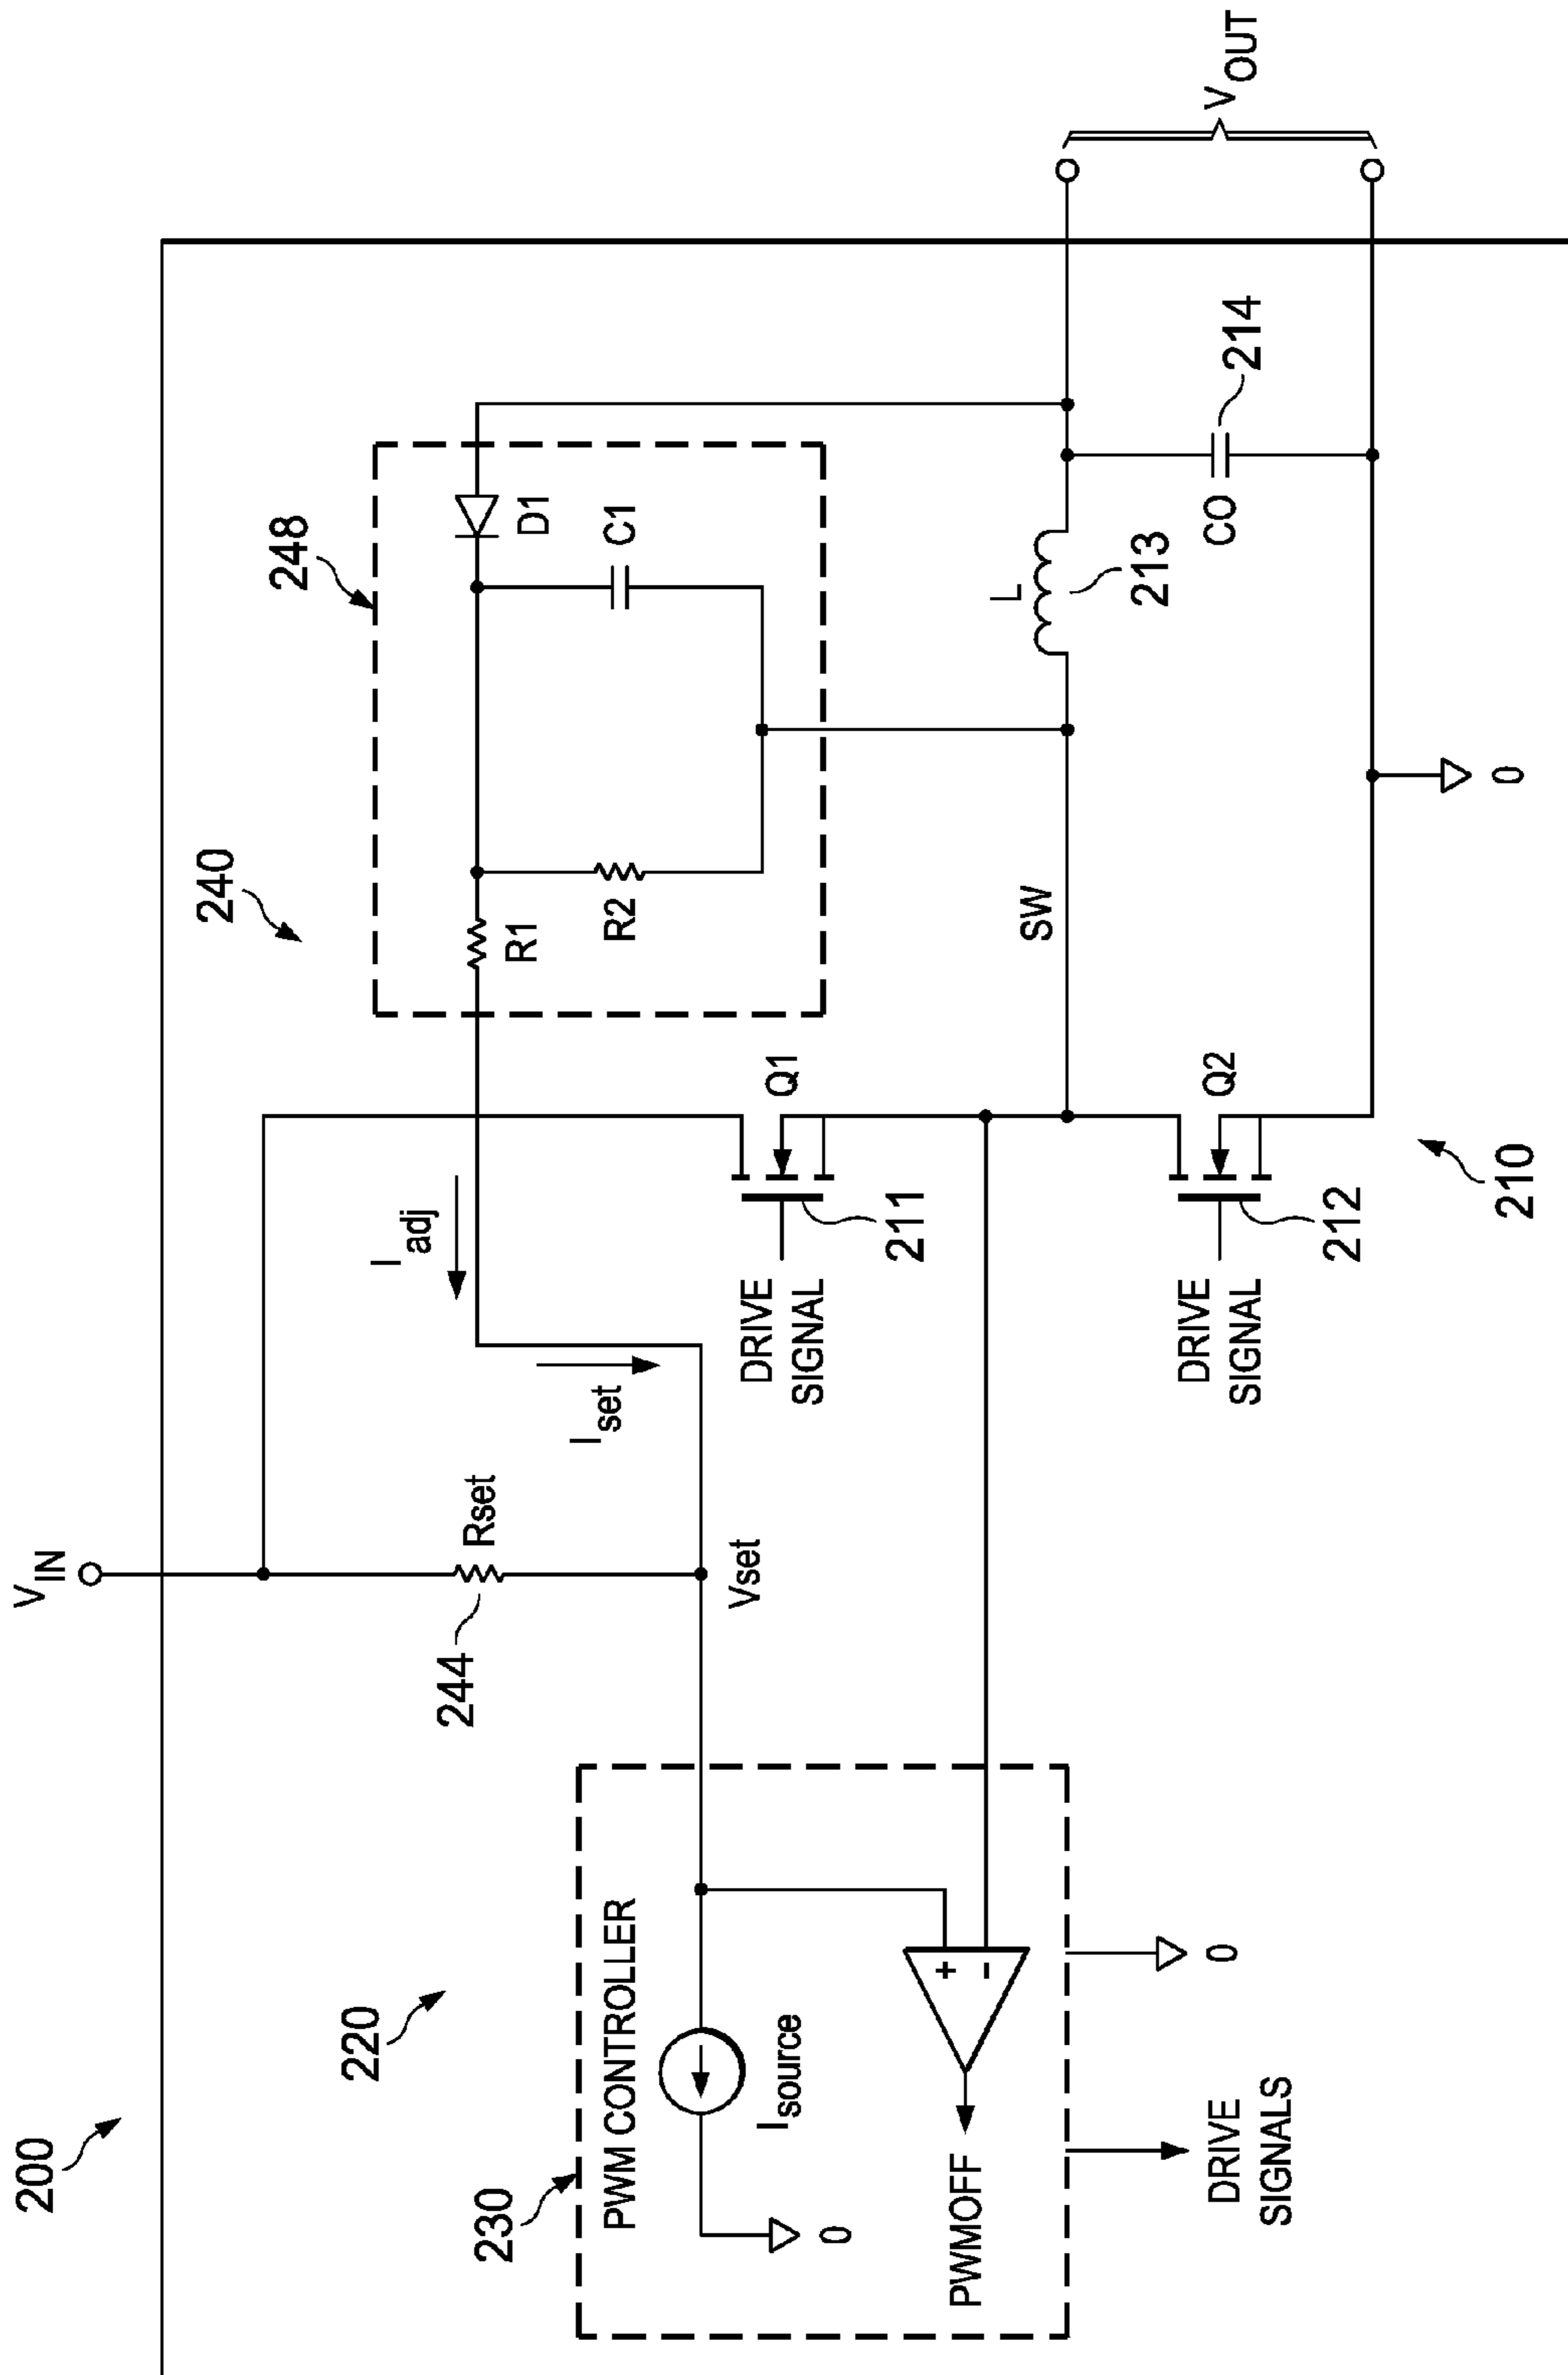 200
220
230
PWM CONTROLLER
Isource
0
PWMOFF
+
-
DRIVE
SIGNALS
0
VIN
244
Rset
Vset
Iset
Iadj
240
248
R1
R2
D1
C1
DRIVE
SIGNAL
211
Q1
SW
L
213
CO
214
VOUT
DRIVE
SIGNAL
212
Q2
210
0